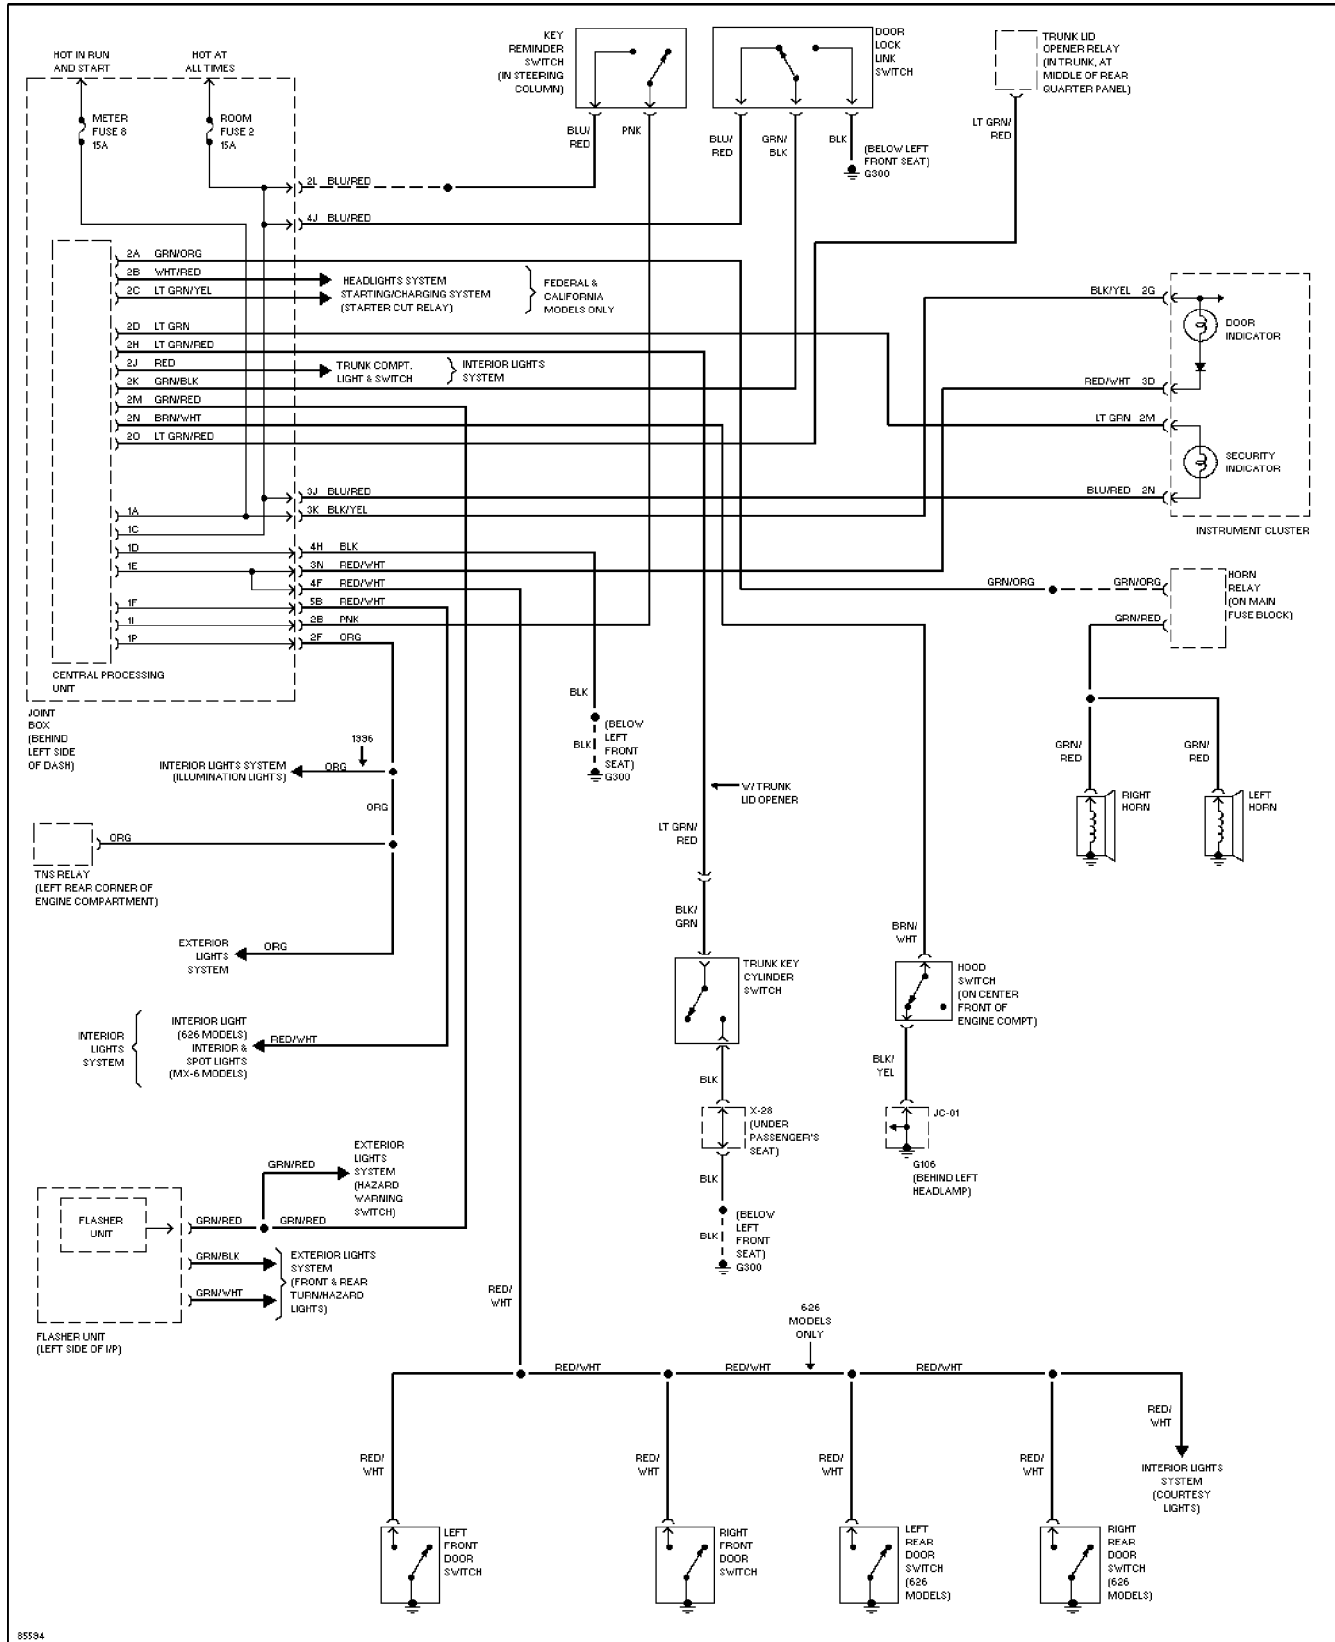 HOT IN RUN
AND START
HOT AT
ALL TIMES
METER
FUSE 8
15A
ROOM
FUSE 2
15A
KEY
REMINDER
SWITCH
(IN STEERING
COLUMN)
DOOR
LOCK
LINK
SWITCH
TRUNK LID
OPENER RELAY
(IN TRUNK, AT
MIDDLE OF REAR
QUARTER PANEL)
BLU/
RED
PNK
BLU/
RED
GRN/
BLK
BLK
(BELOW LEFT
FRONT SEAT)
G300
LT GRN/
RED
2L BLU/RED
4J BLU/RED
2A GRN/ORG
2B WHT/RED
2C LT GRN/YEL
HEADLIGHTS SYSTEM
STARTING/CHARGING SYSTEM
(STARTER CUT RELAY)
FEDERAL &
CALIFORNIA
MODELS ONLY
2D LT GRN
2H LT GRN/RED
2J RED
2K GRN/BLK
2M GRN/RED
2N BRN/WHT
2O LT GRN/RED
TRUNK COMPT.
LIGHT & SWITCH
INTERIOR LIGHTS
SYSTEM
BLK/YEL 2G
DOOR
INDICATOR
RED/WHT 3D
LT GRN 2M
SECURITY
INDICATOR
BLU/RED 2N
INSTRUMENT CLUSTER
3J BLU/RED
1A
3K BLK/YEL
1C
1D
4H BLK
1E
3N RED/WHT
4F RED/WHT
1F
5B RED/WHT
1I
2B PNK
1P
2F ORG
CENTRAL PROCESSING
UNIT
JOINT
BOX
(BEHIND
LEFT SIDE
OF DASH)
GRN/ORG
GRN/ORG
HORN
RELAY
(ON MAIN
FUSE BLOCK)
GRN/RED
GRN/
RED
GRN/
RED
RIGHT
HORN
LEFT
HORN
BLK
BLK
(BELOW
LEFT
FRONT
SEAT)
G300
1996
INTERIOR LIGHTS SYSTEM
(ILLUMINATION LIGHTS)
ORG
ORG
W/ TRUNK
LID OPENER
LT GRN/
RED
TNS RELAY
(LEFT REAR CORNER OF
ENGINE COMPARTMENT)
ORG
BLK/
GRN
BRN/
WHT
EXTERIOR
LIGHTS
SYSTEM
ORG
TRUNK KEY
CYLINDER
SWITCH
HOOD
SWITCH
(ON CENTER
FRONT OF
ENGINE COMPT)
INTERIOR
LIGHTS
SYSTEM
INTERIOR LIGHT
(626 MODELS)
INTERIOR &
SPOT LIGHTS
(MX-6 MODELS)
RED/WHT
BLK
BLK/
YEL
X-28
(UNDER
PASSENGER'S
SEAT)
JC-01
G106
(BEHIND LEFT
HEADLAMP)
BLK
BLK
(BELOW
LEFT
FRONT
SEAT)
G300
EXTERIOR
LIGHTS
SYSTEM
(HAZARD
WARNING
SWITCH)
GRN/RED
FLASHER
UNIT
GRN/RED
GRN/RED
GRN/BLK
GRN/WHT
EXTERIOR LIGHTS
SYSTEM
(FRONT & REAR
TURN/HAZARD
LIGHTS)
FLASHER UNIT
(LEFT SIDE OF I/P)
RED/
WHT
626
MODELS
ONLY
RED/WHT
RED/WHT
RED/WHT
RED/
WHT
RED/
WHT
RED/
WHT
RED/
WHT
RED/
WHT
INTERIOR LIGHTS
SYSTEM
(COURTESY
LIGHTS)
LEFT
FRONT
DOOR
SWITCH
RIGHT
FRONT
DOOR
SWITCH
LEFT
REAR
DOOR
SWITCH
(626
MODELS)
RIGHT
REAR
DOOR
SWITCH
(626
MODELS)
85594